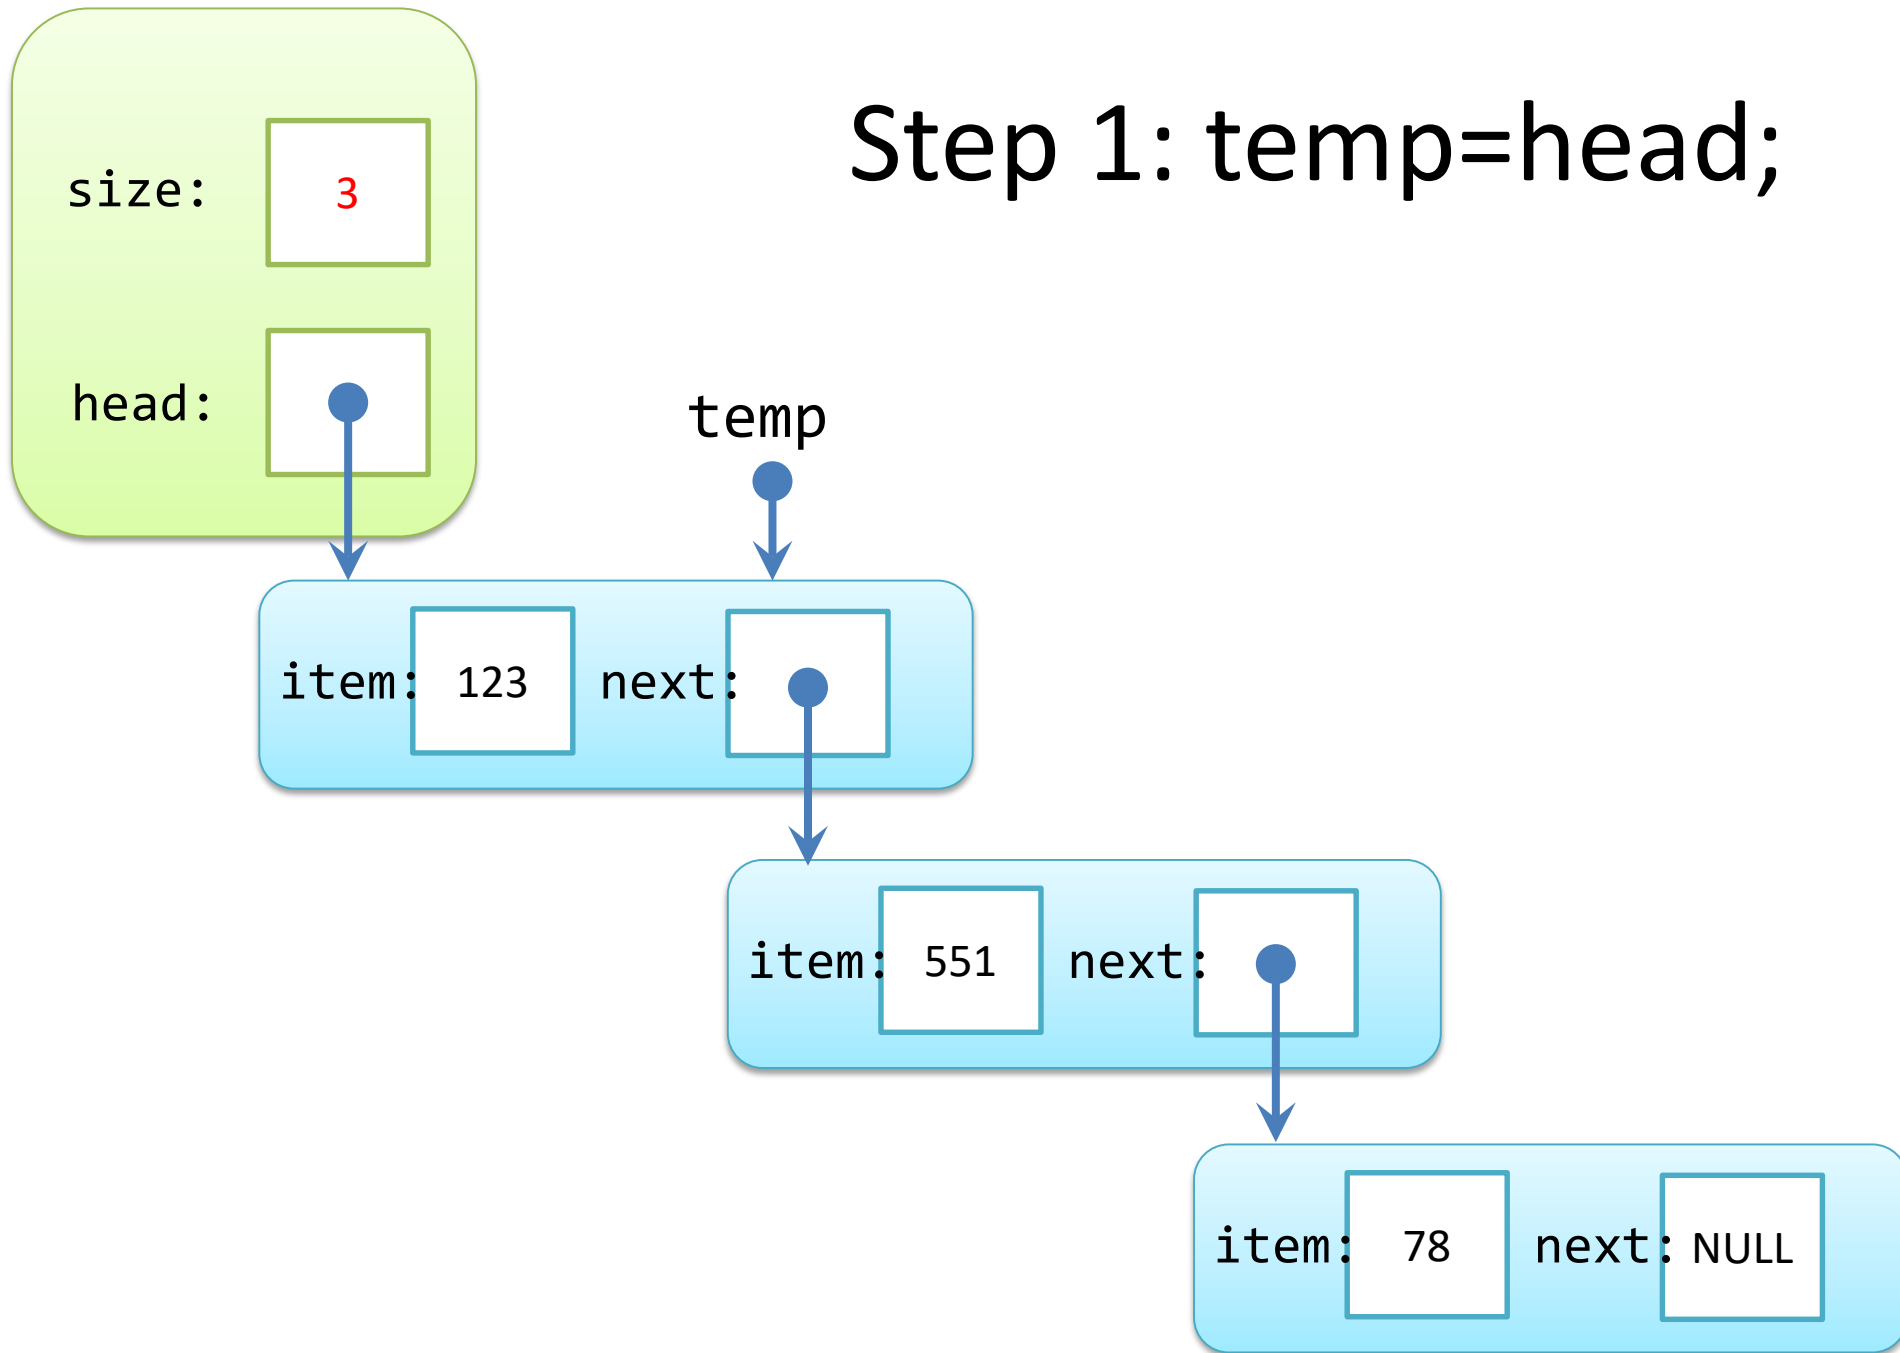 Step 1: temp=head;
size: 3
head:
temp
item: 123 next:
item: 551 next:
item: 78 next: NULL